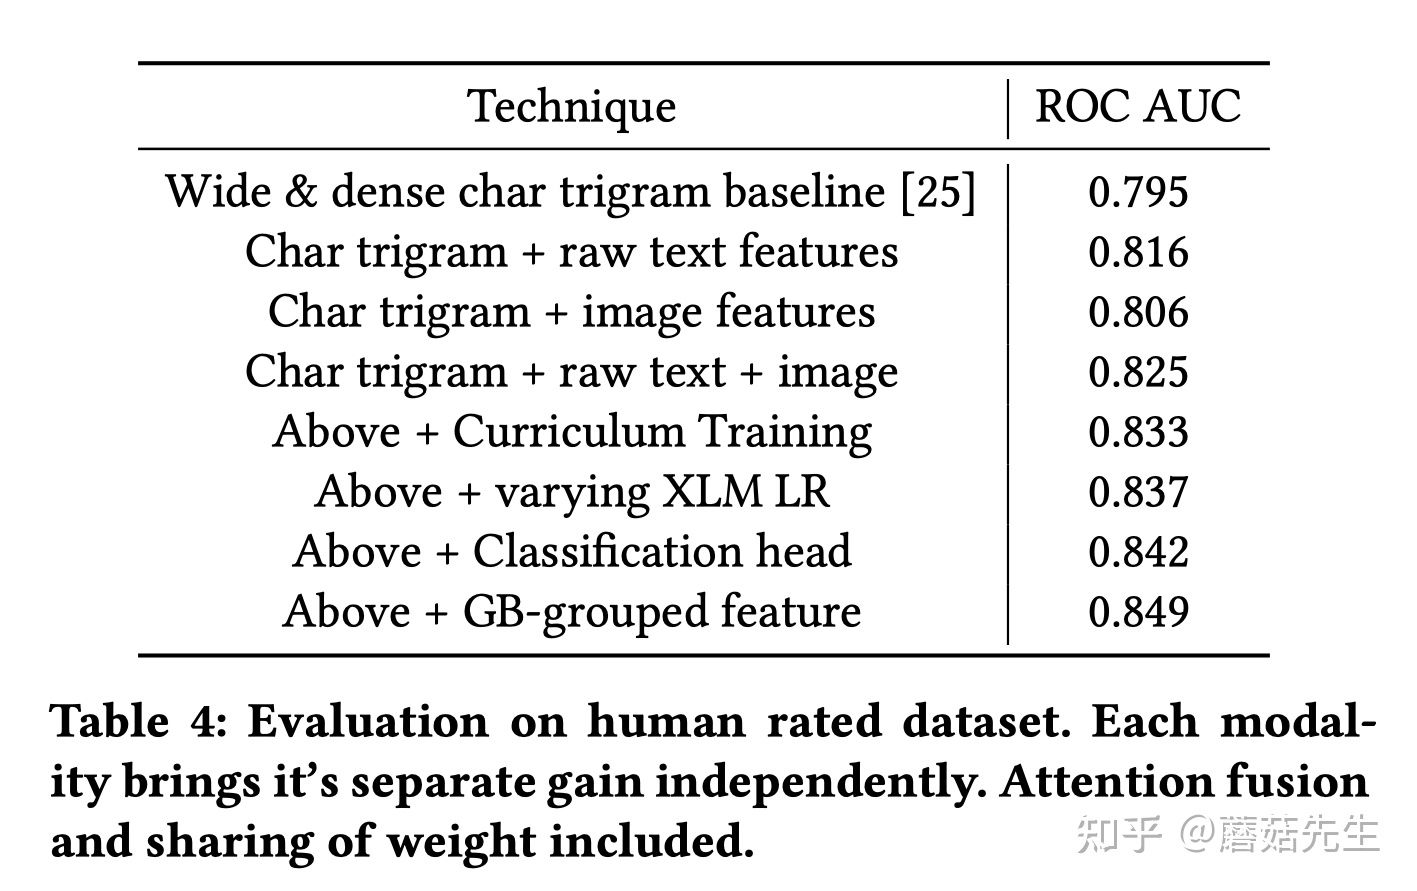 Technique ROC AUC
Wide & dense char trigram baseline [25] 0.795
Char trigram + raw text features 0.816
Char trigram + image features 0.806
Char trigram + raw text + image 0.825
Above + Curriculum Training 0.833
Above + varying XLM LR 0.837
Above + Classification head 0.842
Above + GB-grouped feature 0.849
Table 4: Evaluation on human rated dataset. Each modal-
ity brings it’s separate gain independently. Attention fusion
and sharing of weight included.
知乎 @蘑菇先生